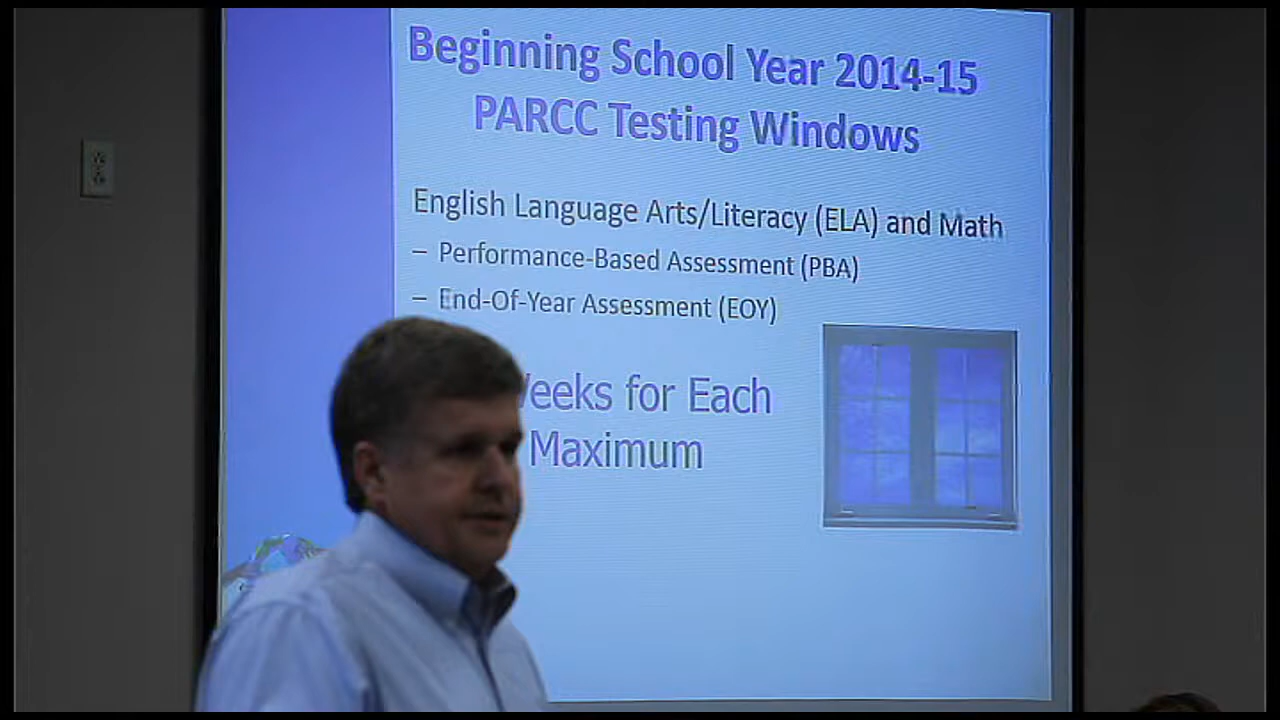 Beginning School Year 2014-15
PARCC Testing Windows
English Language Arts/Literacy (ELA) and Math
– Performance-Based Assessment (PBA)
– End-Of-Year Assessment (EOY)
for Each
Maximum